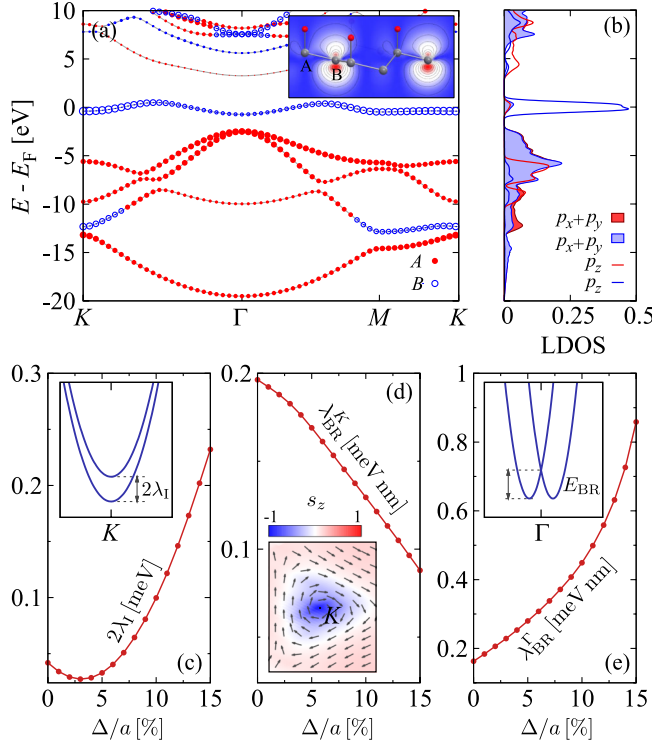 (a)
10
5
0
-5
-10
-15
-20
E - E_F [eV]
K
Γ
M
K
A
B
A
B
(b)
p_x+p_y
p_x+p_y
p_z
p_z
0
0.25
0.5
LDOS
0.3
0.2
0.1
0
2λ_I
K
2λ_I [meV]
(c)
0
5
10
15
Δ/a [%]
0.2
0.1
(d)
λ^K_BR [meV nm]
s_z
-1
1
K
0
5
10
15
Δ/a [%]
1
0.8
0.6
0.4
0.2
E_BR
Γ
λ^Γ_BR [meV nm]
(e)
0
5
10
15
Δ/a [%]